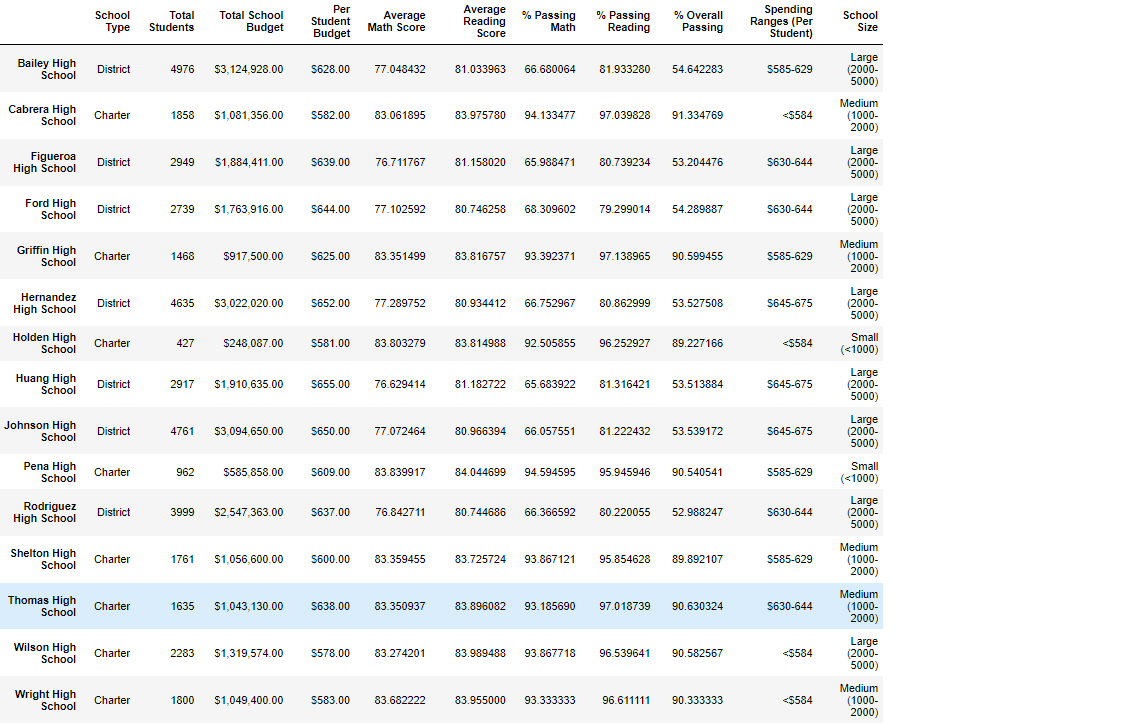 School Type Total Students Total School Budget Per Student Budget Average Math Score Average Reading Score % Passing Math % Passing Reading % Overall Passing Spending Ranges (Per Student) School Size
Bailey High School District 4976 $3,124,928.00 $628.00 77.048432 81.033963 66.680064 81.933280 54.642283 $585-629 Large (2000-5000)
Cabrera High School Charter 1858 $1,081,356.00 $582.00 83.061895 83.975780 94.133477 97.039828 91.334769 <$584 Medium (1000-2000)
Figueroa High School District 2949 $1,884,411.00 $639.00 76.711767 81.158020 65.988471 80.739234 53.204476 $630-644 Large (2000-5000)
Ford High School District 2739 $1,763,916.00 $644.00 77.102592 80.746258 68.309602 79.299014 54.289887 $630-644 Large (2000-5000)
Griffin High School Charter 1468 $917,500.00 $625.00 83.351499 83.816757 93.392371 97.138965 90.599455 $585-629 Medium (1000-2000)
Hernandez High School District 4635 $3,022,020.00 $652.00 77.289752 80.934412 66.752967 80.862999 53.527508 $645-675 Large (2000-5000)
Holden High School Charter 427 $248,087.00 $581.00 83.803279 83.814988 92.505855 96.252927 89.227166 <$584 Small (<1000)
Huang High School District 2917 $1,910,635.00 $655.00 76.629414 81.182722 65.683922 81.316421 53.513884 $645-675 Large (2000-5000)
Johnson High School District 4761 $3,094,650.00 $650.00 77.072464 80.966394 66.057551 81.222432 53.539172 $645-675 Large (2000-5000)
Pena High School Charter 962 $585,858.00 $609.00 83.839917 84.044699 94.594595 95.945946 90.540541 $585-629 Small (<1000)
Rodriguez High School District 3999 $2,547,363.00 $637.00 76.842711 80.744686 66.366592 80.220055 52.988247 $630-644 Large (2000-5000)
Shelton High School Charter 1761 $1,056,600.00 $600.00 83.359455 83.725724 93.867121 95.854628 89.892107 $585-629 Medium (1000-2000)
Thomas High School Charter 1635 $1,043,130.00 $638.00 83.350937 83.896082 93.185690 97.018739 90.630324 $630-644 Medium (1000-2000)
Wilson High School Charter 2283 $1,319,574.00 $578.00 83.274201 83.989488 93.867718 96.539641 90.582567 <$584 Large (2000-5000)
Wright High School Charter 1800 $1,049,400.00 $583.00 83.682222 83.955000 93.333333 96.611111 90.333333 <$584 Medium (1000-2000)